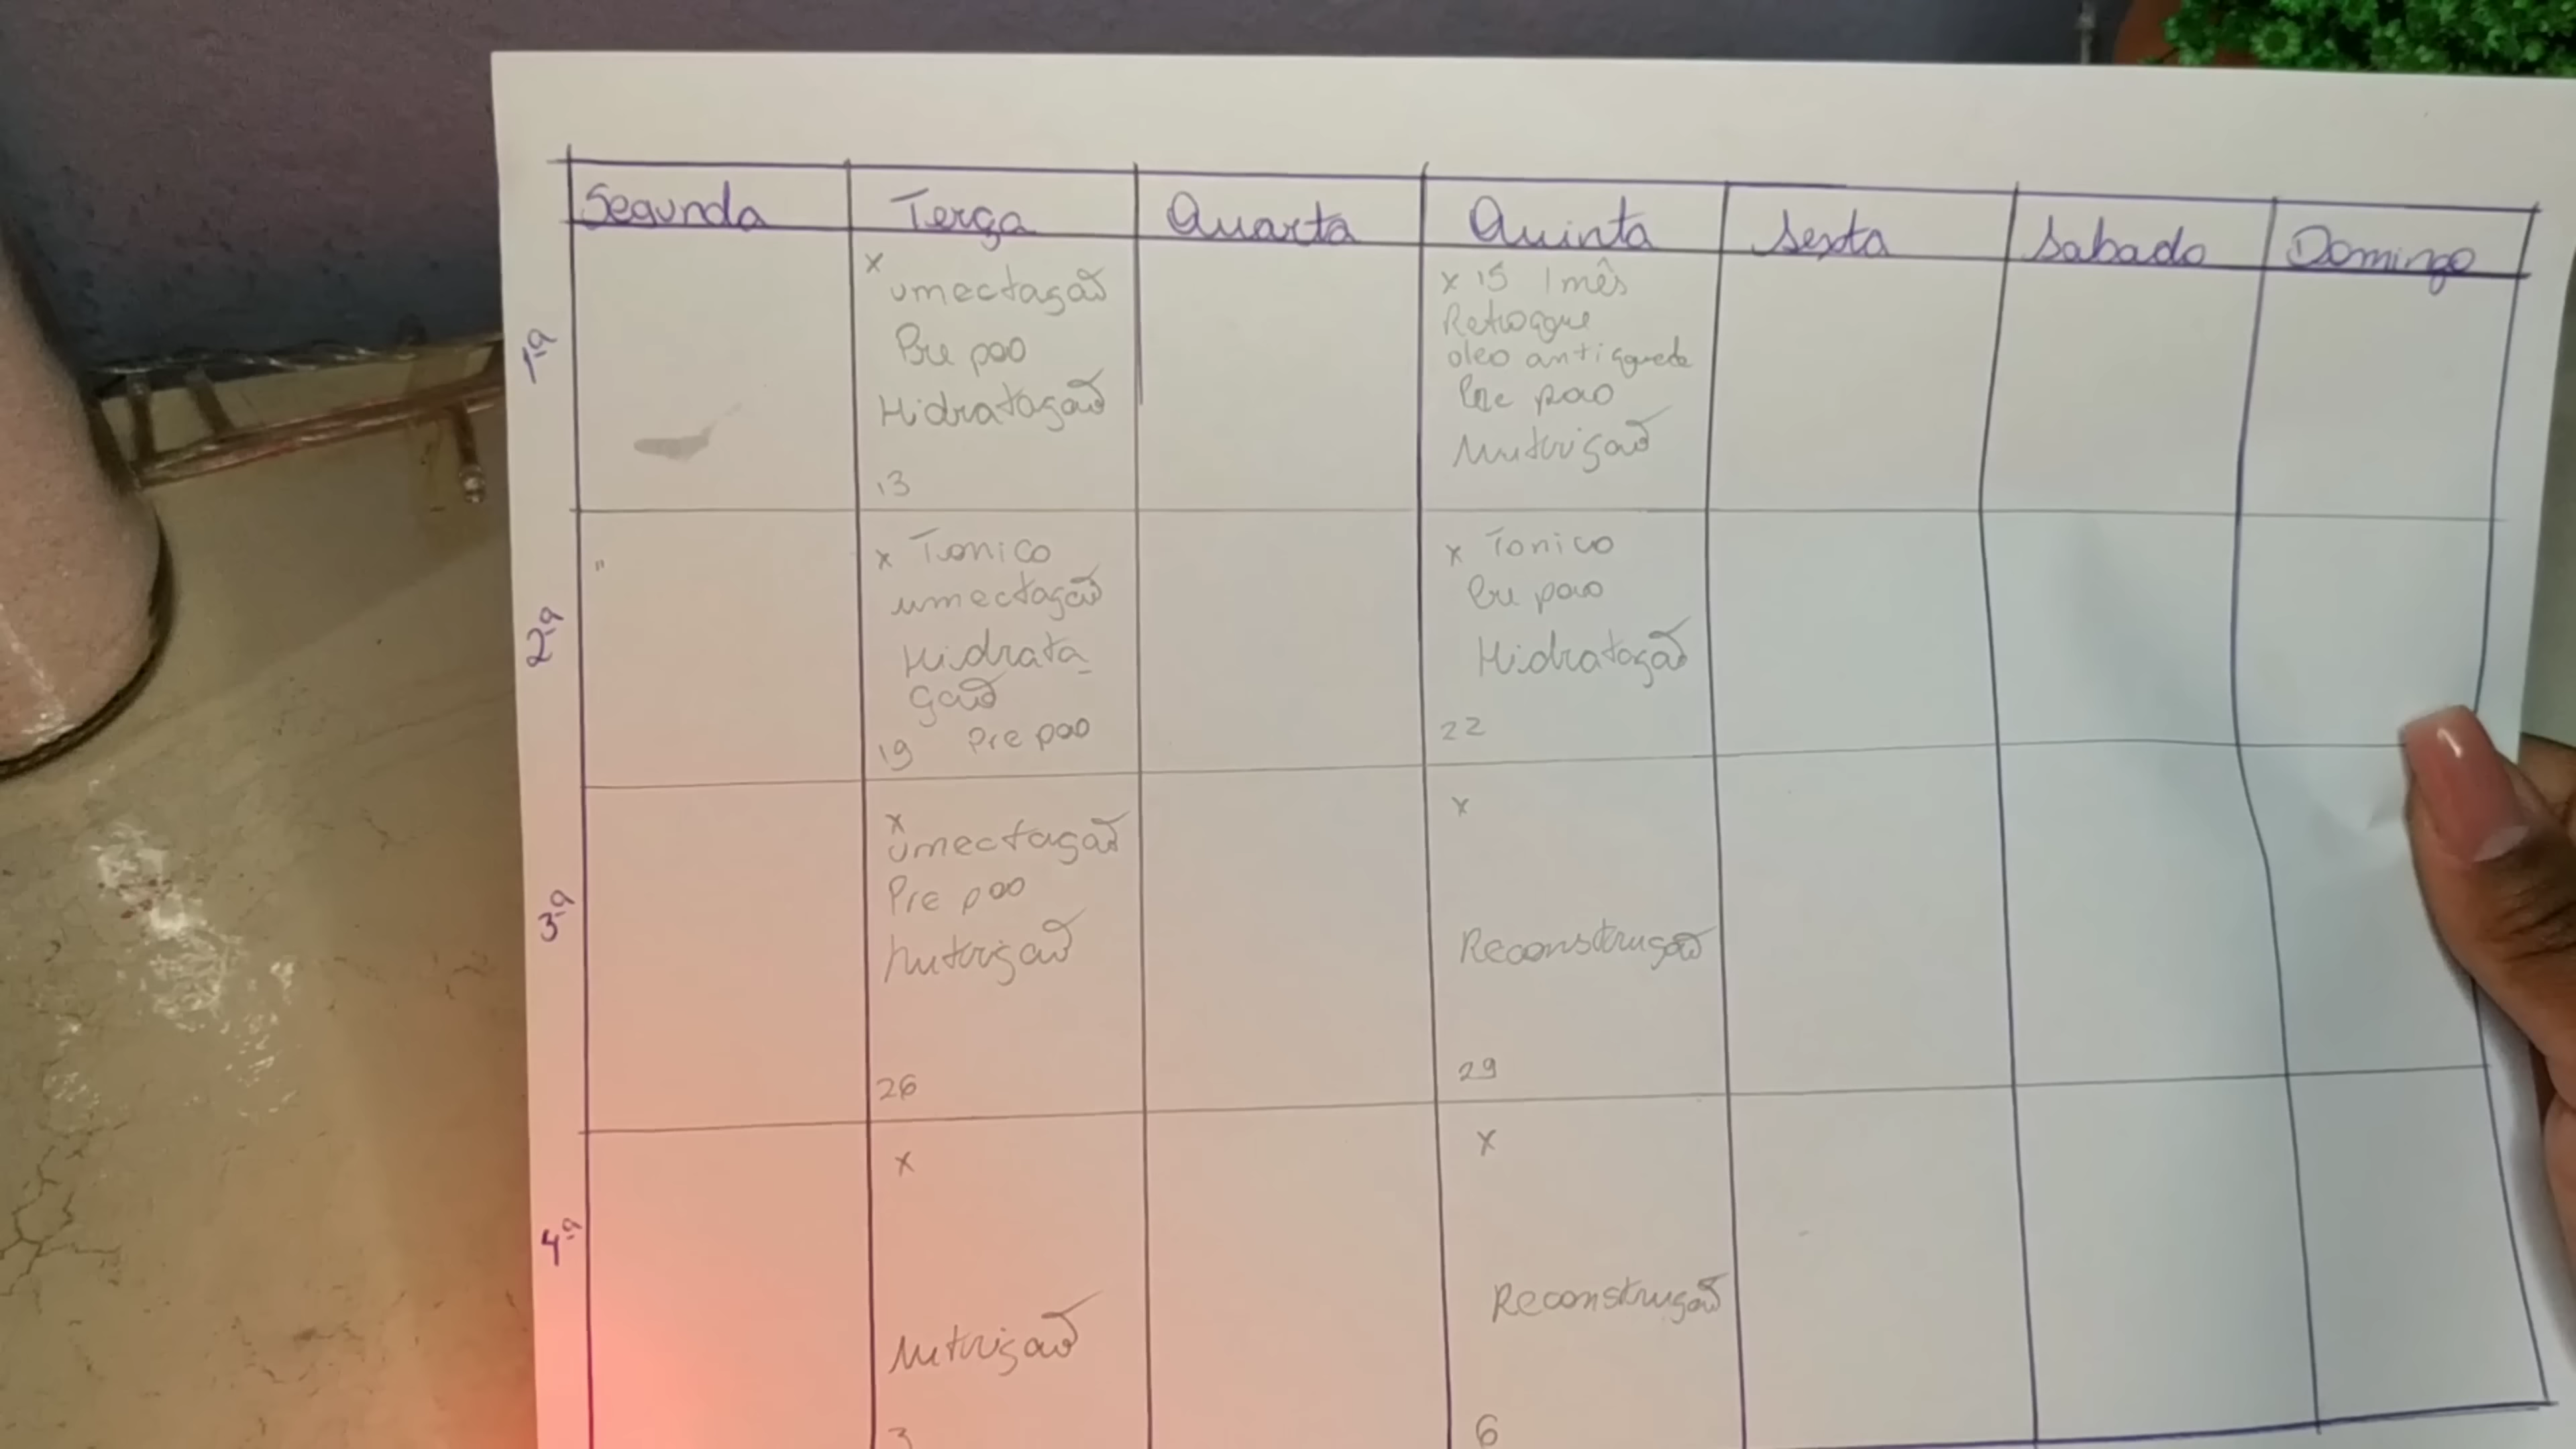 Segunda Terça Quarta Quinta Sexta Sabado Domingo
1ª
x
umectação
Pre poo
Hidratação
13
x 15 1 mês
Retoque
oleo antiqueda
Pre poo
Nutrição
2ª
"
x Tonico
umectação
Hidrata
ção
19 Pre poo
x Tonico
Pre poo
Hidratação
22
3ª
x
umectação
Pre poo
Nutrição
26
x
Reconstrução
29
4ª
x
Nutrição
3
x
Reconstrução
6